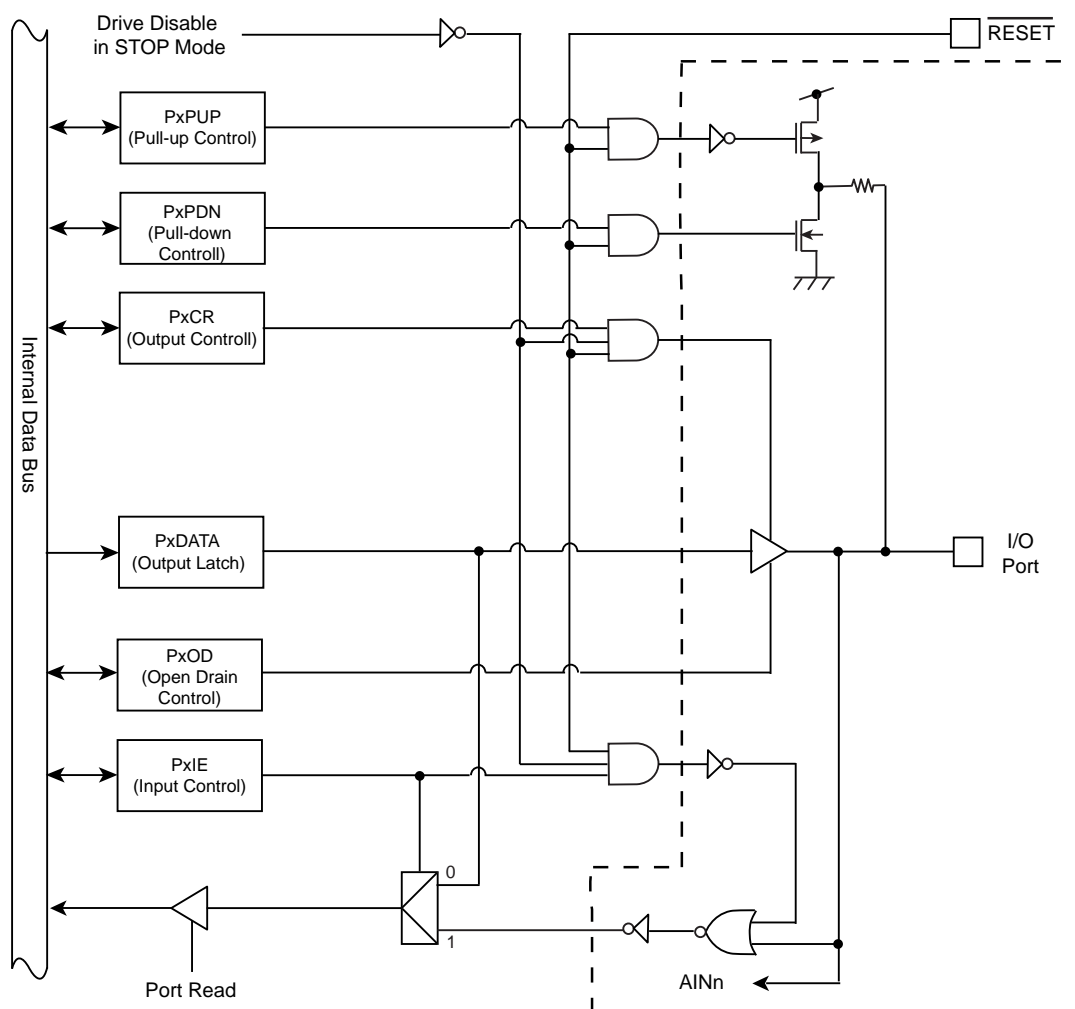 Drive Disable
in STOP Mode
RESET
PxPUP
(Pull-up Control)
PxPDN
(Pull-down
Controll)
PxCR
(Output Controll)
Internal Data Bus
PxDATA
(Output Latch)
I/O
Port
PxOD
(Open Drain
Control)
PxIE
(Input Control)
0
1
AINn
Port Read